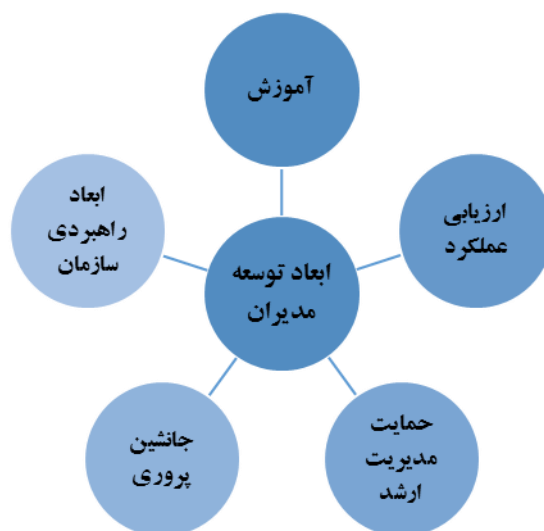 آموزش
ارزیابی
عملکرد
حمایت
مدیریت
ارشد
جانشین
پروری
ابعاد
راهبردی
سازمان
ابعاد توسعه
مدیران